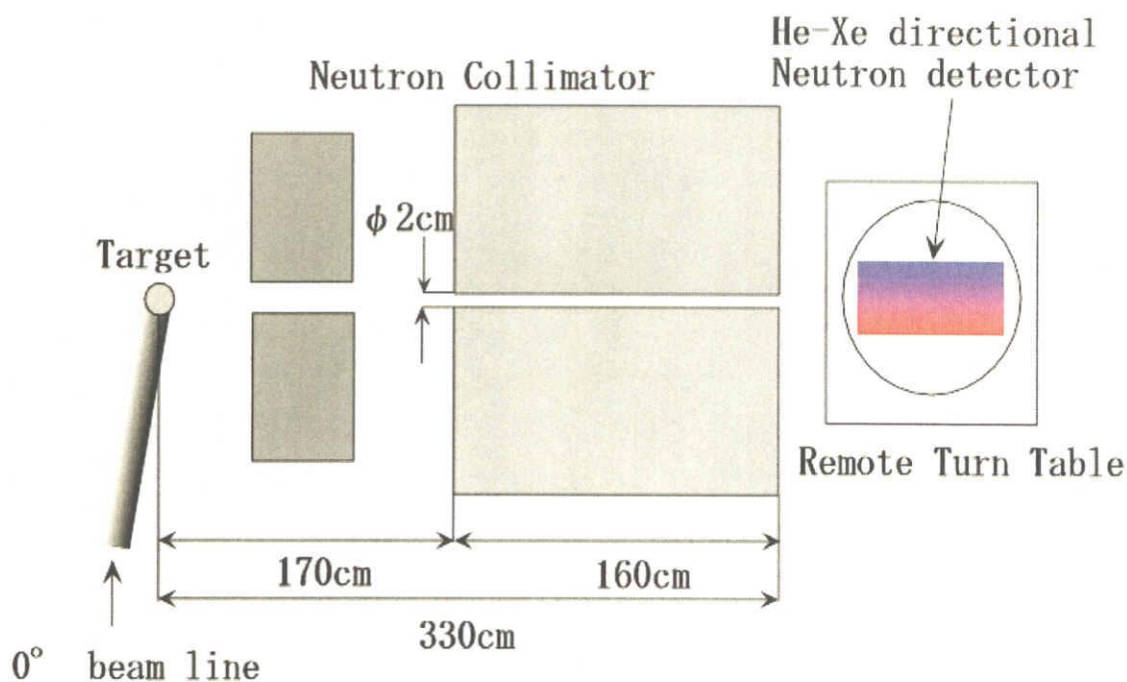 He-Xe directional
Neutron detector
Neutron Collimator
φ 2cm
Target
Remote Turn Table
170cm
160cm
330cm
0° beam line